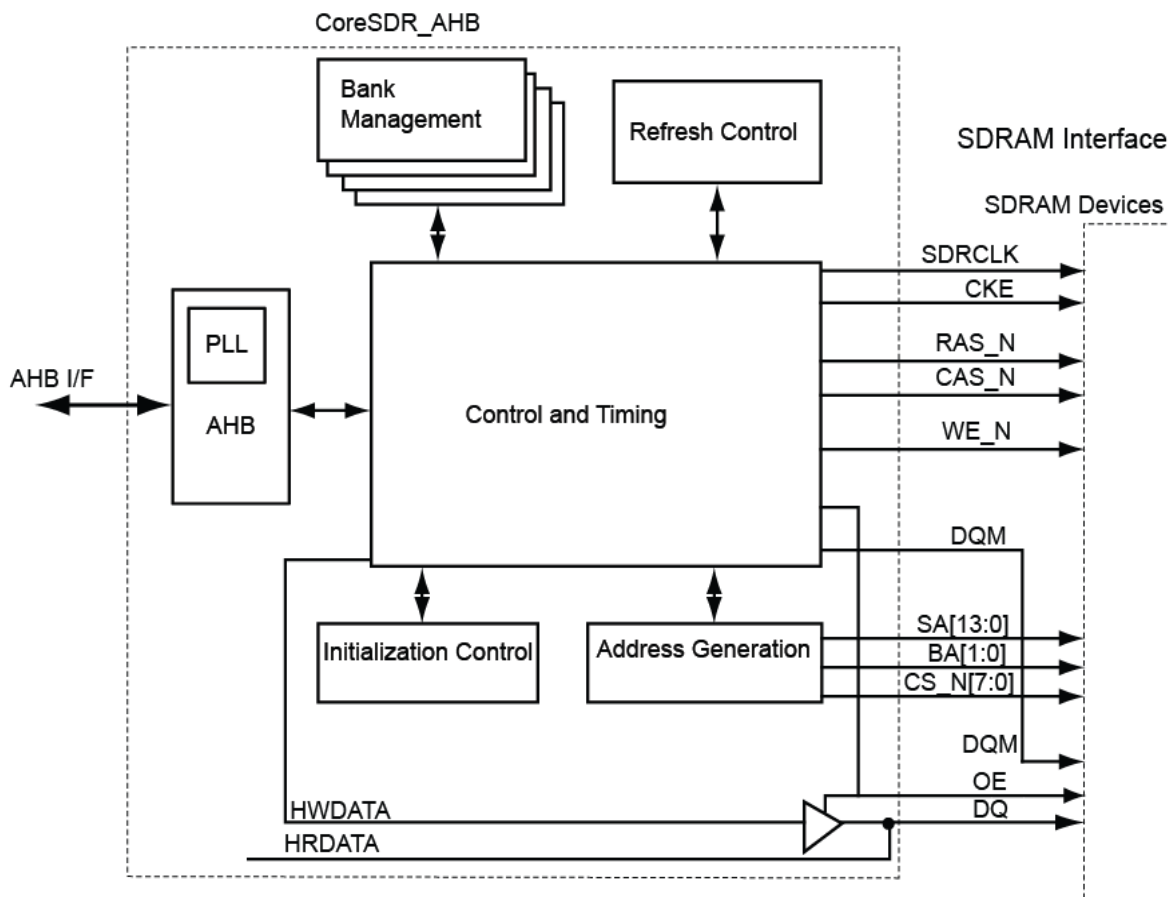 CoreSDR_AHB
Bank
Management
Refresh Control
SDRAM Interface
SDRAM Devices
SDRCLK
CKE
RAS_N
CAS_N
WE_N
PLL
AHB I/F
AHB
Control and Timing
DQM
Initialization Control
Address Generation
SA[13:0]
BA[1:0]
CS_N[7:0]
DQM
OE
DQ
HWDATA
HRDATA